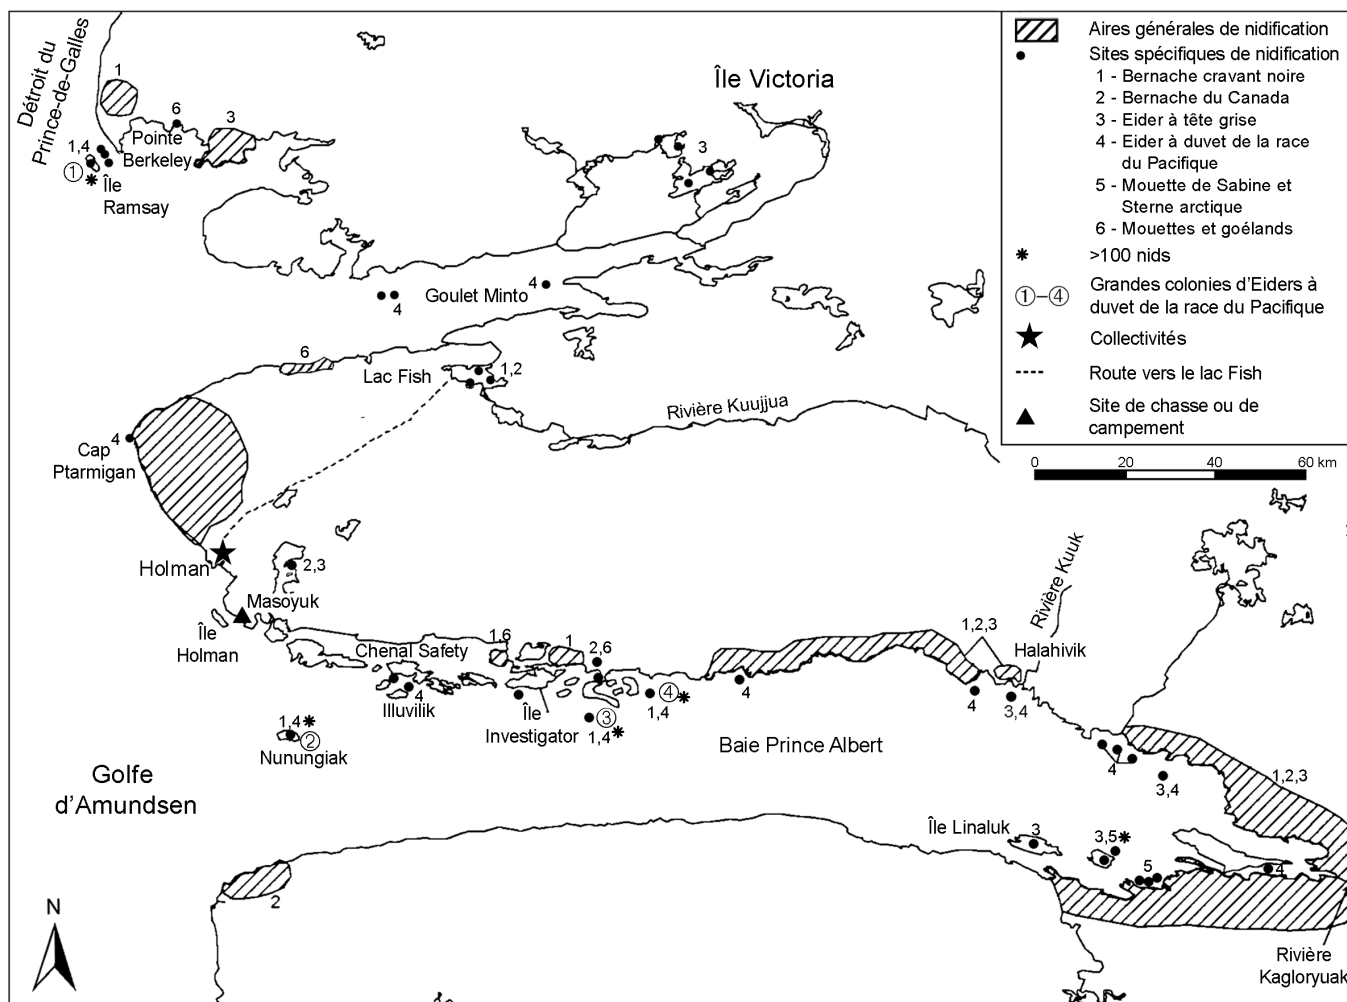 Détroit du
Prince-de-Galles
1
6
3
Pointe
Berkeley
1,4
①
Île
Ramsay
Île Victoria
3
Aires générales de nidification
Sites spécifiques de nidification
1 - Bernache cravant noire
2 - Bernache du Canada
3 - Eider à tête grise
4 - Eider à duvet de la race
du Pacifique
5 - Mouette de Sabine et
Sterne arctique
6 - Mouettes et goélands
>100 nids
①–④
Grandes colonies d'Eiders à
duvet de la race du Pacifique
Collectivités
Route vers le lac Fish
Site de chasse ou de
campement
0
20
40
60 km
Goulet Minto
4
4
6
Lac Fish
1,2
Rivière Kuujjua
4
Cap
Ptarmigan
Holman
2,3
Masoyuk
Île
Holman
Chenal Safety
1,6
1
2,6
4
Illuvilik
Île
Investigator
④
1,4
③
1,4
1,4
②
Nunungiak
4
Baie Prince Albert
1,2,3
Rivière Kuuk
Halahivik
4
3,4
4
3,4
1,2,3
Golfe
d'Amundsen
Île Linaluk
3
3,5
5
4
2
N
Rivière
Kagloryuak